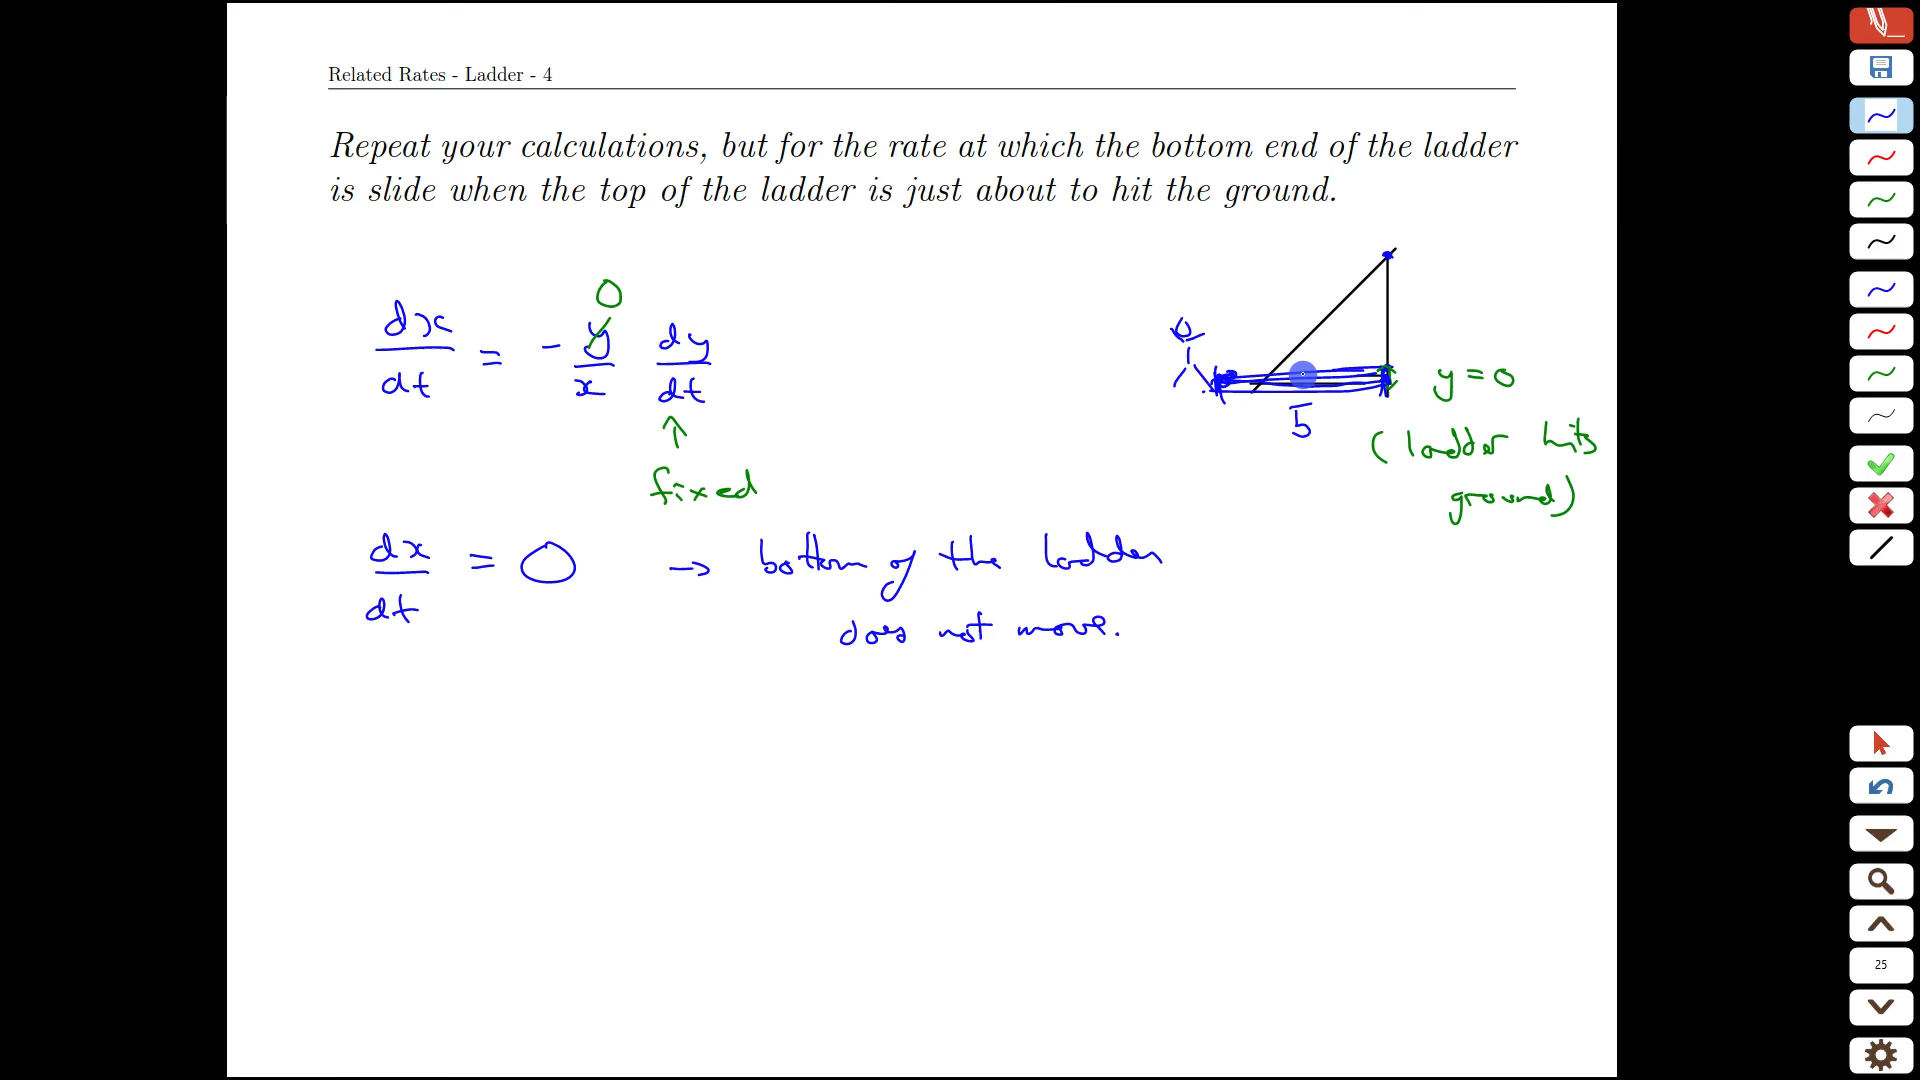 Related Rates - Ladder - 4
Repeat your calculations, but for the rate at which the bottom end of the ladder
is slide when the top of the ladder is just about to hit the ground.
0
dx/dt = - y/x dy/dt
↑
fixed
5
y = 0
(ladder hits
ground)
dx/dt = 0 → bottom of the ladder
does not move.
25